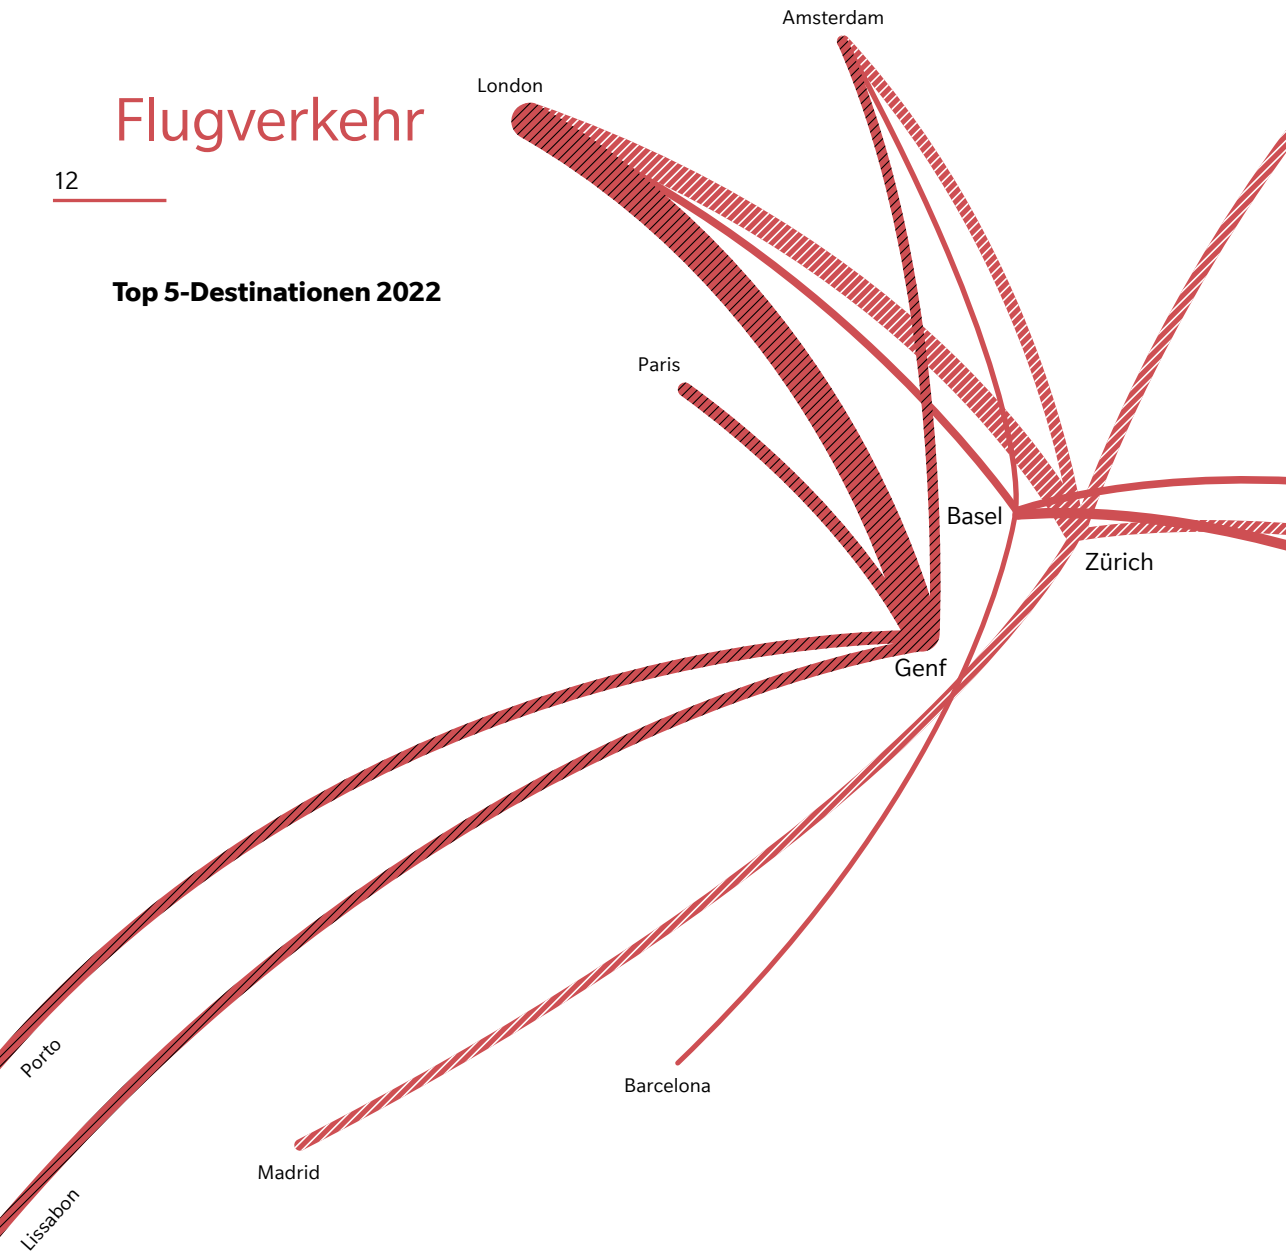 Amsterdam
London
Flugverkehr
12
Top 5-Destinationen 2022
Paris
Basel
Zürich
Genf
Porto
Barcelona
Madrid
Lissabon